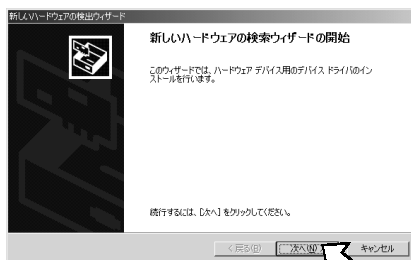 新しいハードウェアの検出ウィザード
新しいハードウェアの検索ウィザードの開始
このウィザードでは、ハードウェア デバイス用のデバイス ドライバのイン
ストールを行います。
続行するには、[次へ] をクリックしてください。
< 戻る(B)
次へ(N)
キャンセル